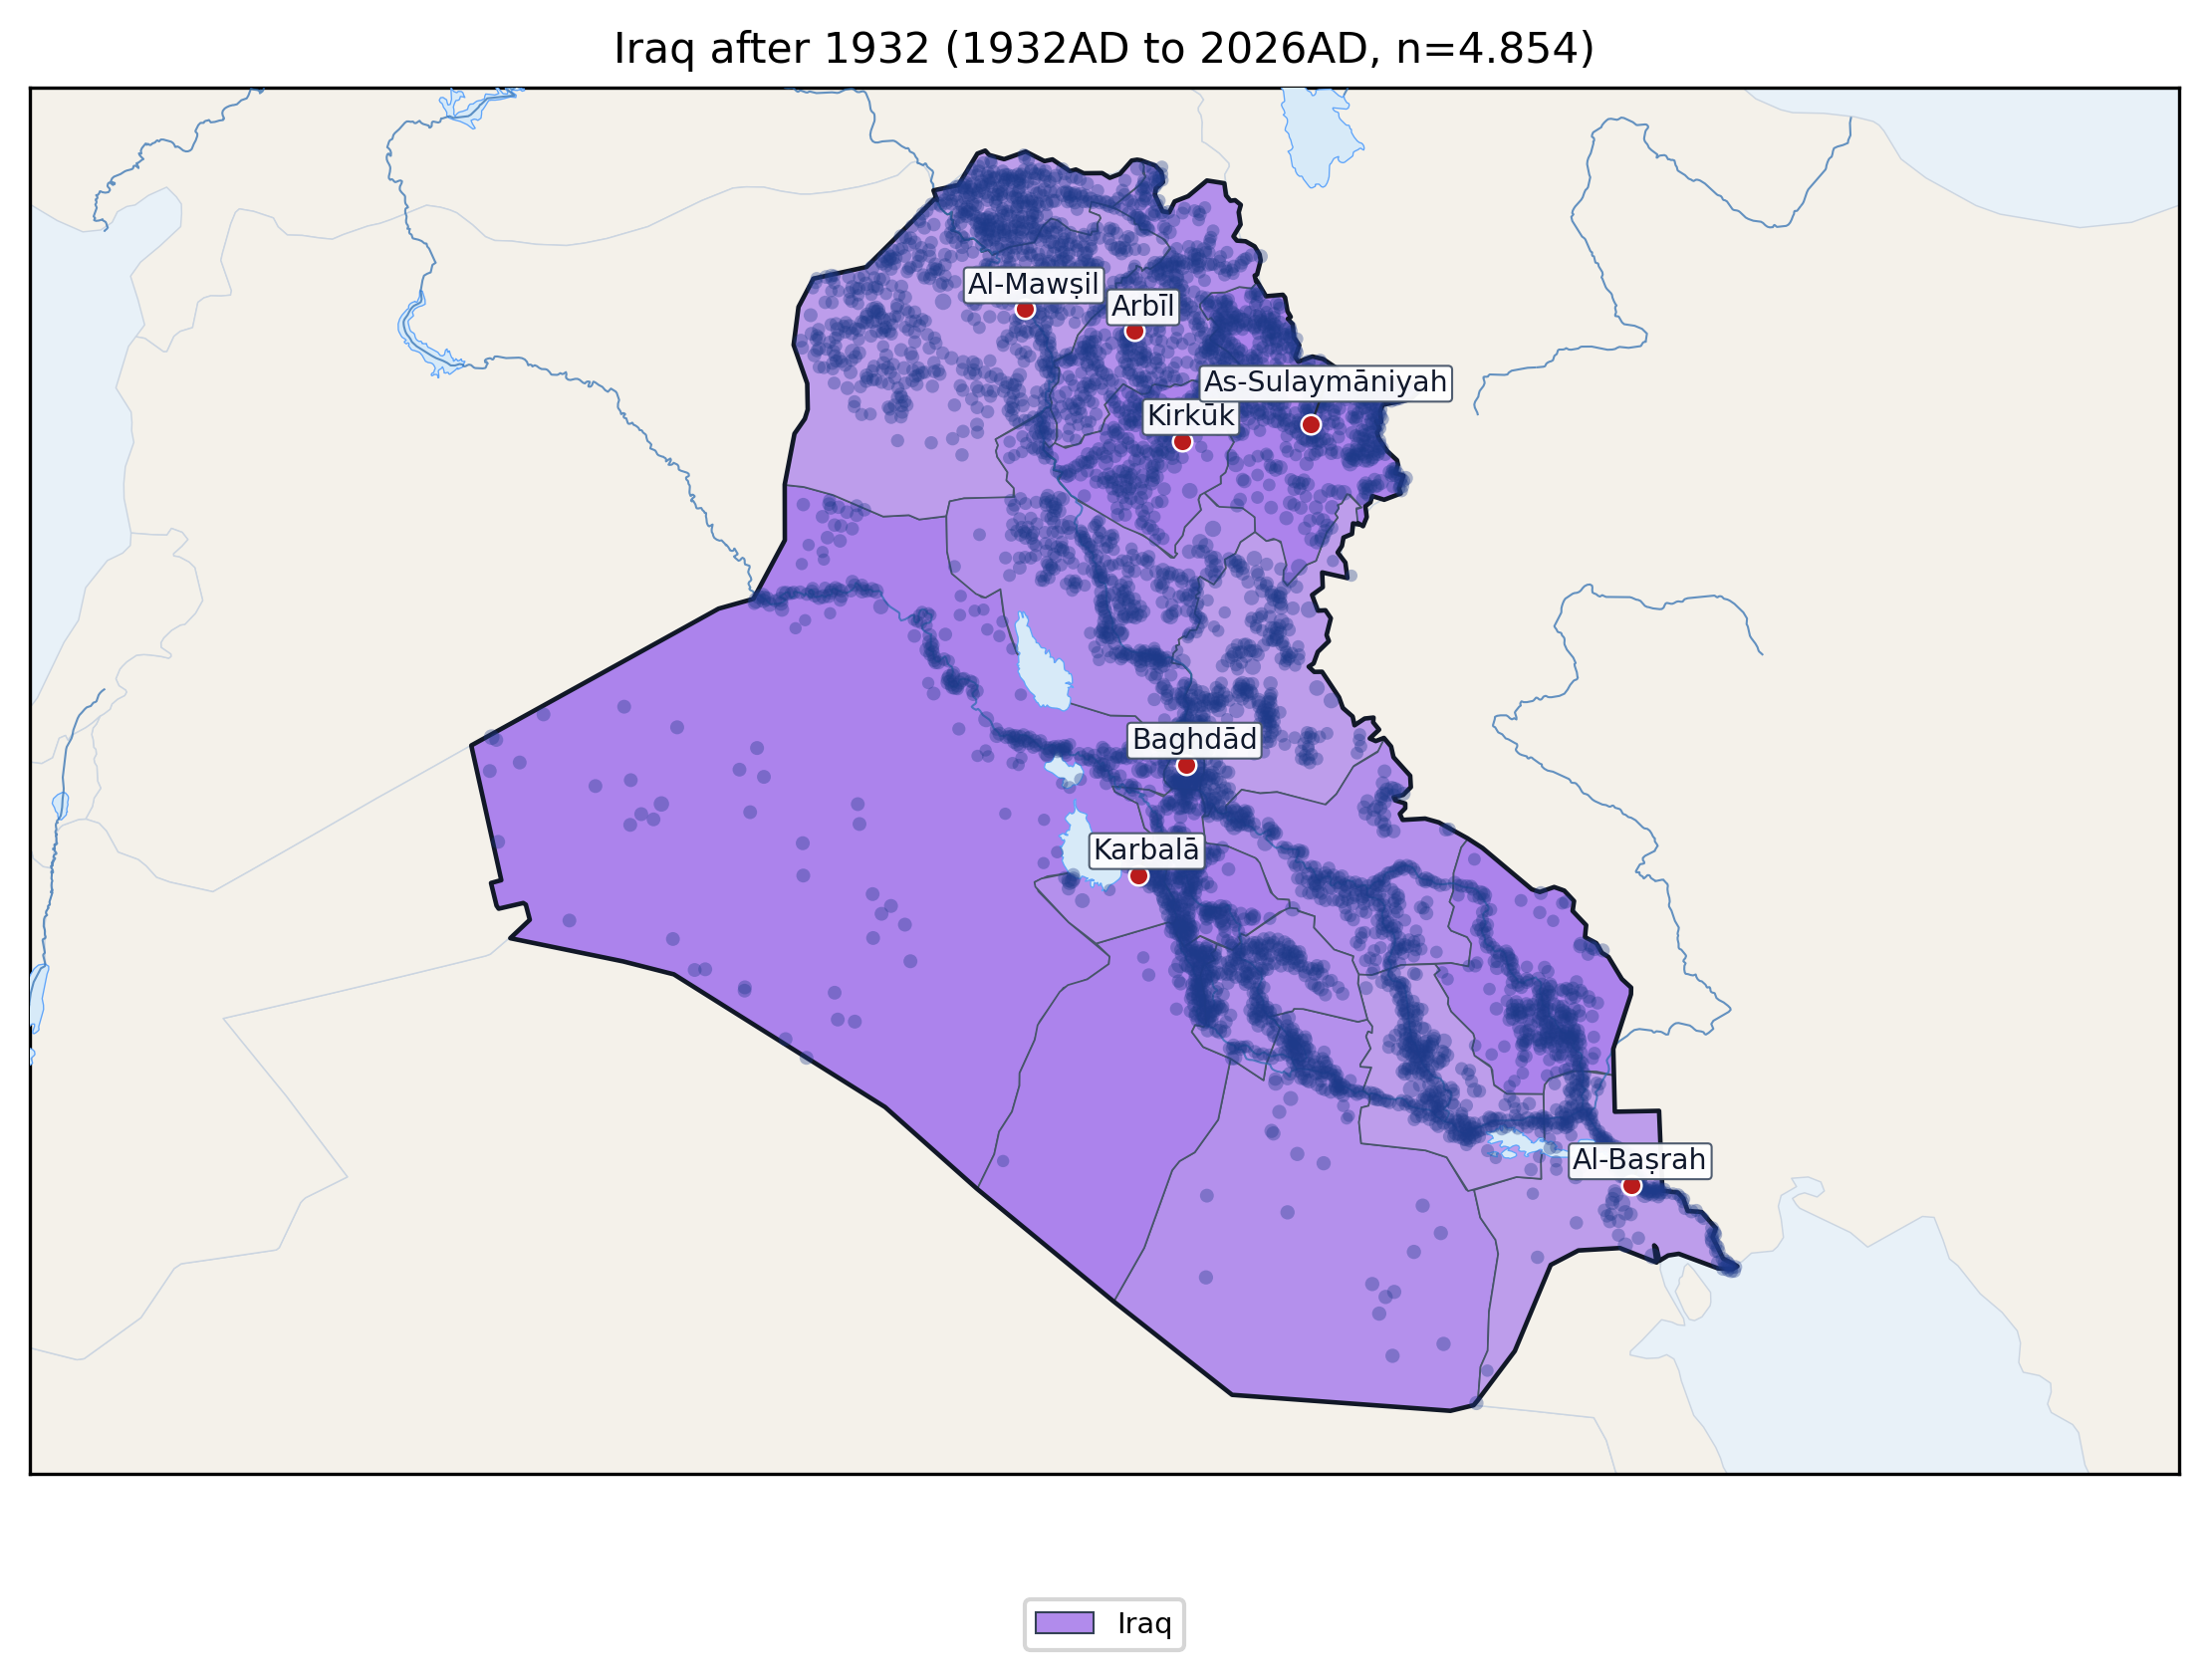 Iraq after 1932 (1932AD to 2026AD, n=4.854)
Al-Mawṣil
Arbīl
As-Sulaymāniyah
Kirkūk
Baghdād
Karbalā
Al-Baṣrah
Iraq